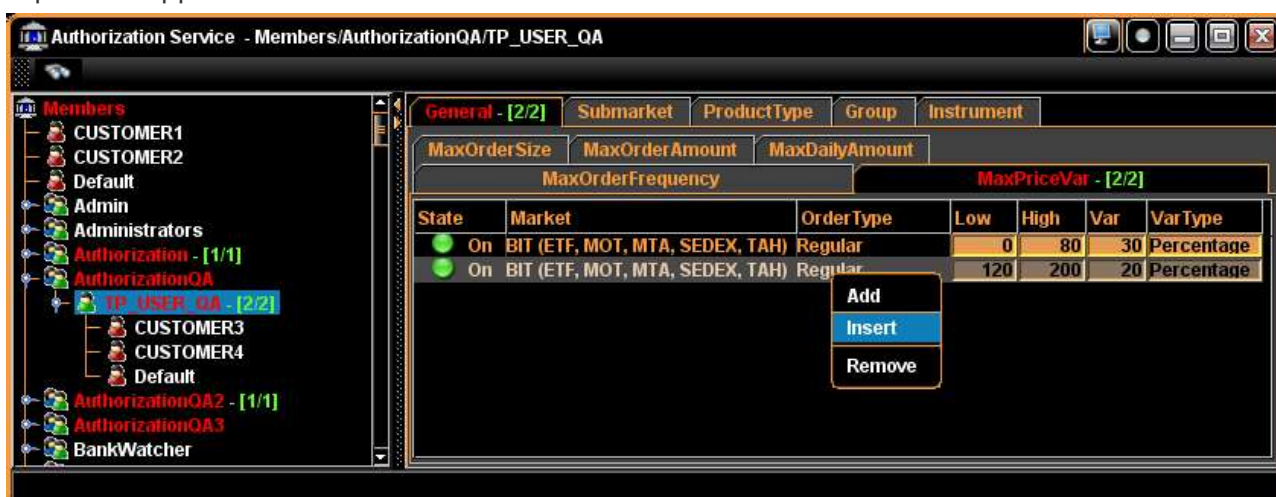 Authorization Service - Members/AuthorizationQA/TP_USER_QA
Members
CUSTOMER1
CUSTOMER2
Default
Admin
Administrators
Authorization - [1/1]
AuthorizationQA
TP_USER_QA - [2/2]
CUSTOMER3
CUSTOMER4
Default
AuthorizationQA2 - [1/1]
AuthorizationQA3
BankWatcher
General - [2/2] Submarket ProductType Group Instrument
MaxOrderSize MaxOrderAmount MaxDailyAmount
MaxOrderFrequency MaxPriceVar - [2/2]
State Market OrderType Low High Var VarType
On BIT (ETF, MOT, MTA, SEDEX, TAH) Regular 0 80 30 Percentage
On BIT (ETF, MOT, MTA, SEDEX, TAH) Regular 120 200 20 Percentage
Add
Insert
Remove